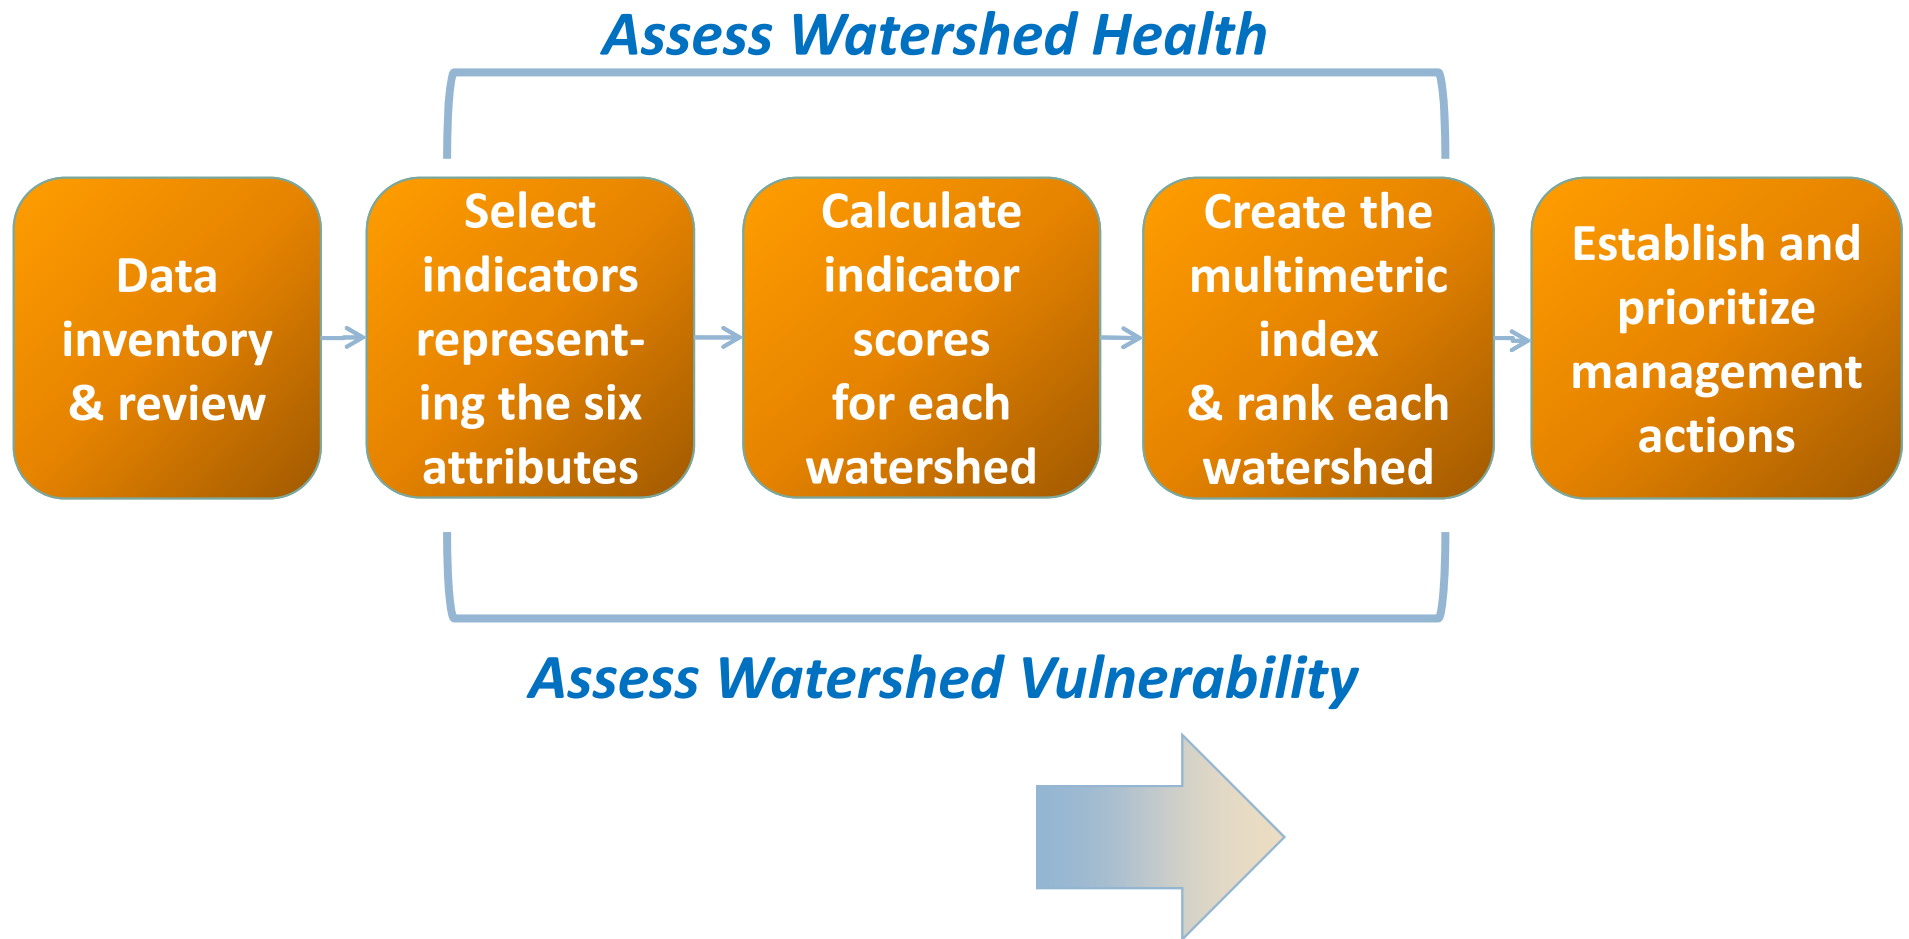 Assess Watershed Health
Data
inventory
& review
Select
indicators
represent-
ing the six
attributes
Calculate
indicator
scores
for each
watershed
Create the
multimetric
index
& rank each
watershed
Establish and
prioritize
management
actions
Assess Watershed Vulnerability